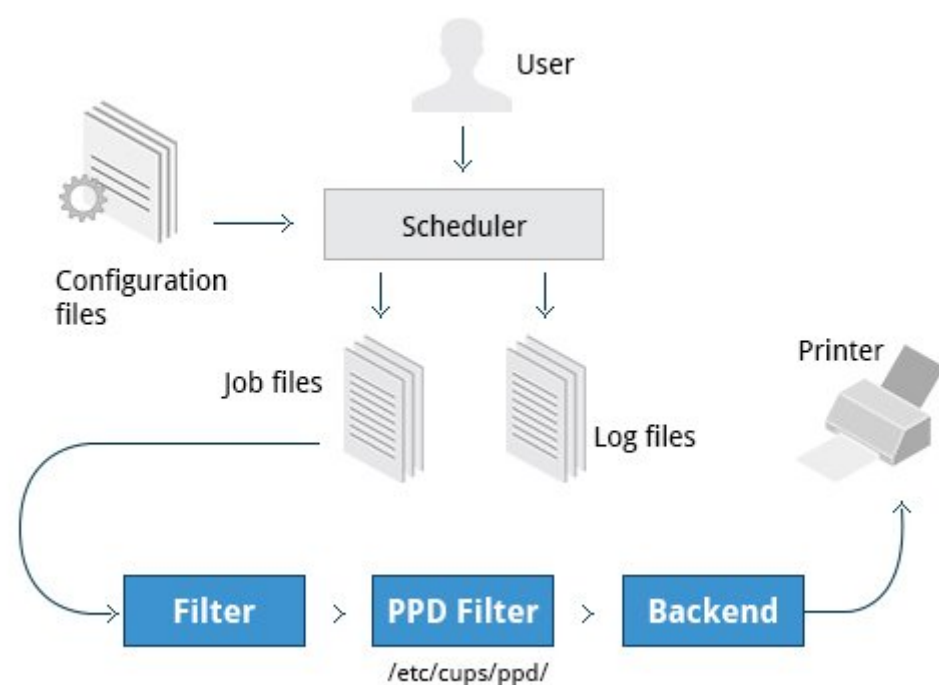 User
Scheduler
Configuration
files
Job files
Log files
Printer
Filter
PPD Filter
Backend
/etc/cups/ppd/